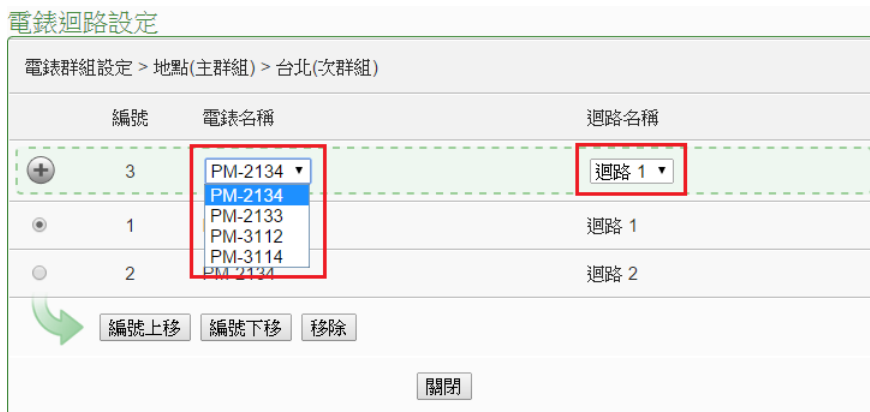 電錶迴路設定
電錶群組設定 > 地點(主群組) > 台北(次群組)
編號 電錶名稱 迴路名稱
3 PM-2134 迴路 1
PM-2134
PM-2133
PM-3112
PM-3114
1 迴路 1
2 PM-2134 迴路 2
編號上移 編號下移 移除
關閉